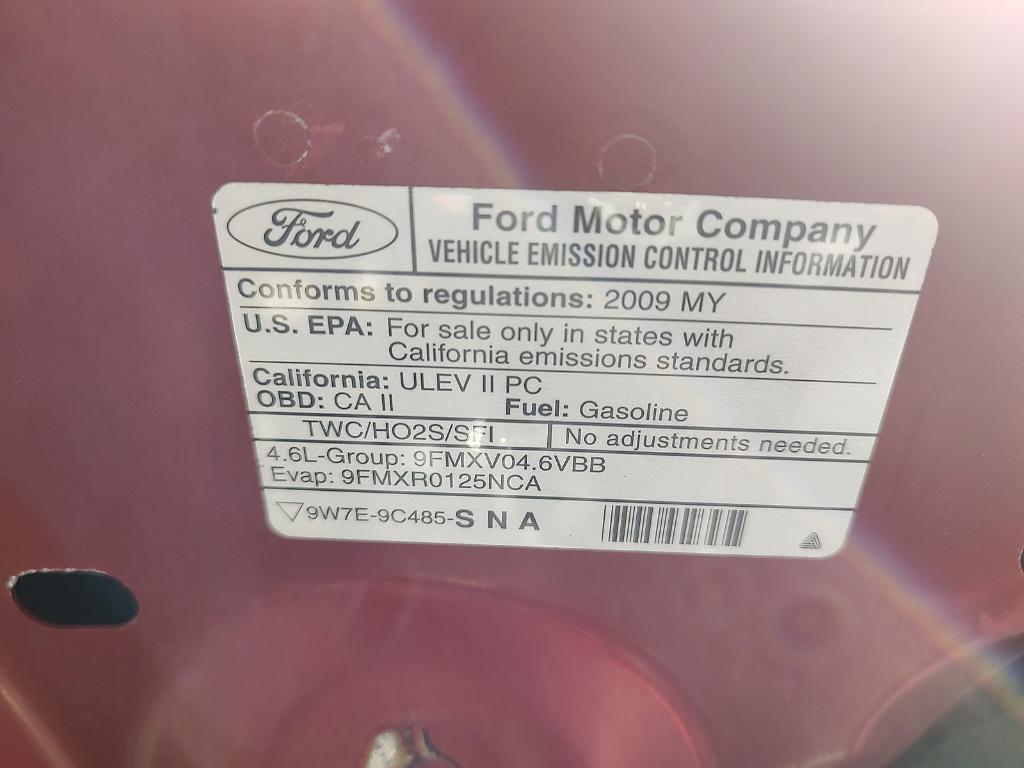 Ford
Ford Motor Company
VEHICLE EMISSION CONTROL INFORMATION
Conforms to regulations: 2009 MY
U.S. EPA: For sale only in states with
California emissions standards.
California: ULEV II PC
OBD: CA II Fuel: Gasoline
TWC/HO2S/SFI No adjustments needed.
4.6L-Group: 9FMXV04.6VBB
Evap: 9FMXR0125NCA
9W7E-9C485-S N A